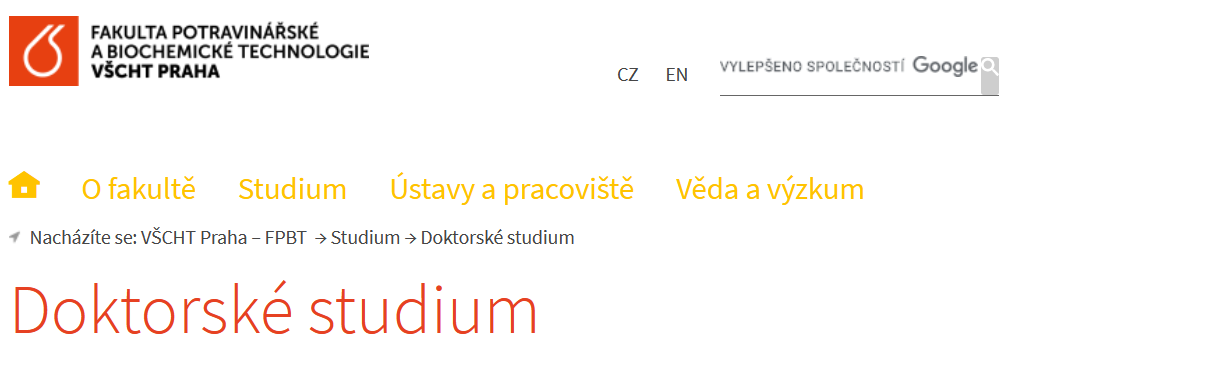 FAKULTA POTRAVINÁŘSKÉ
A BIOCHEMICKÉ TECHNOLOGIE
VŠCHT PRAHA
CZ EN VYLEPŠENO SPOLEČNOSTÍ Google
O fakultě Studium Ústavy a pracoviště Věda a výzkum
Nacházíte se: VŠCHT Praha – FPBT → Studium → Doktorské studium
Doktorské studium